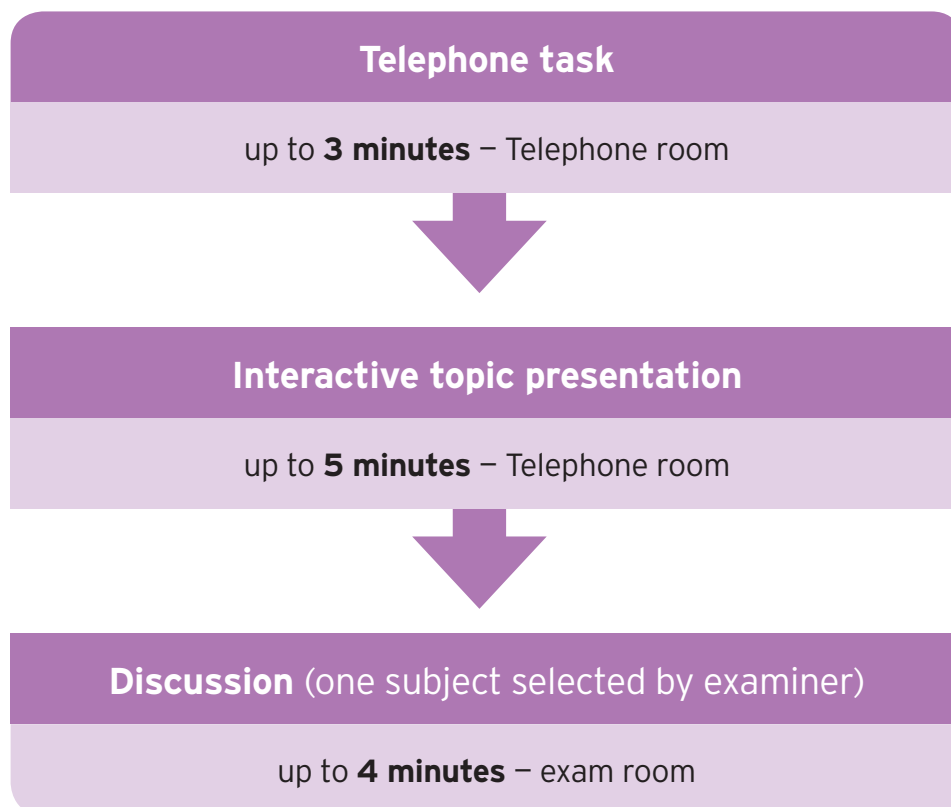 Telephone task
up to 3 minutes – Telephone room
Interactive topic presentation
up to 5 minutes – Telephone room
Discussion (one subject selected by examiner)
up to 4 minutes – exam room